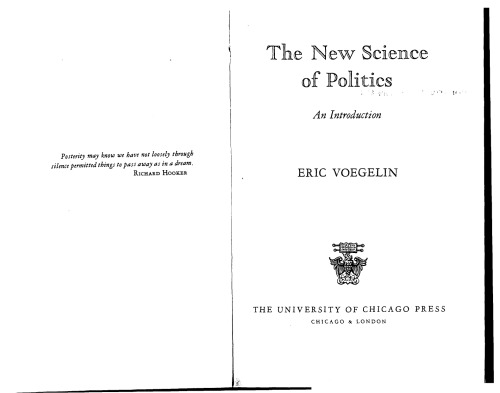 Posterity may know we have not loosely through
silence permitted things to pass away as in a dream.
RICHARD HOOKER
The New Science
of Politics
An Introduction
ERIC VOEGELIN
THE UNIVERSITY OF CHICAGO PRESS
CHICAGO & LONDON